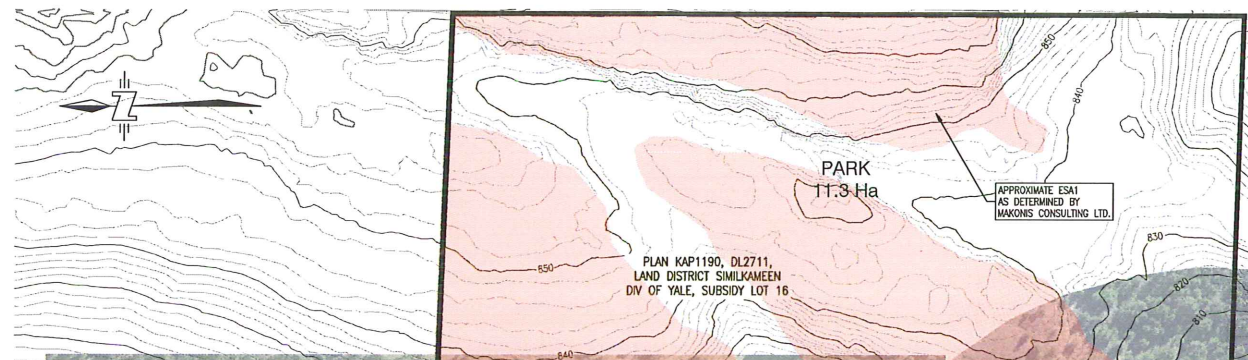 850
840
Z
PARK
11.3 Ha
APPROXIMATE ESA1
AS DETERMINED BY
MAKONIS CONSULTING LTD.
PLAN KAP1190, DL2711,
LAND DISTRICT SIMILKAMEEN
DIV OF YALE, SUBSIDY LOT 16
850
830
820
810
840